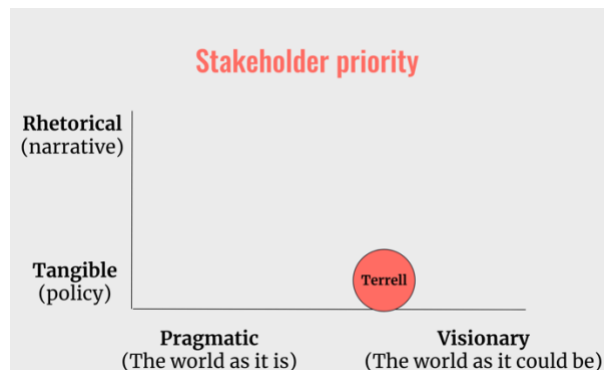 Stakeholder priority
Rhetorical
(narrative)
Tangible
(policy)
Terrell
Pragmatic
(The world as it is)
Visionary
(The world as it could be)